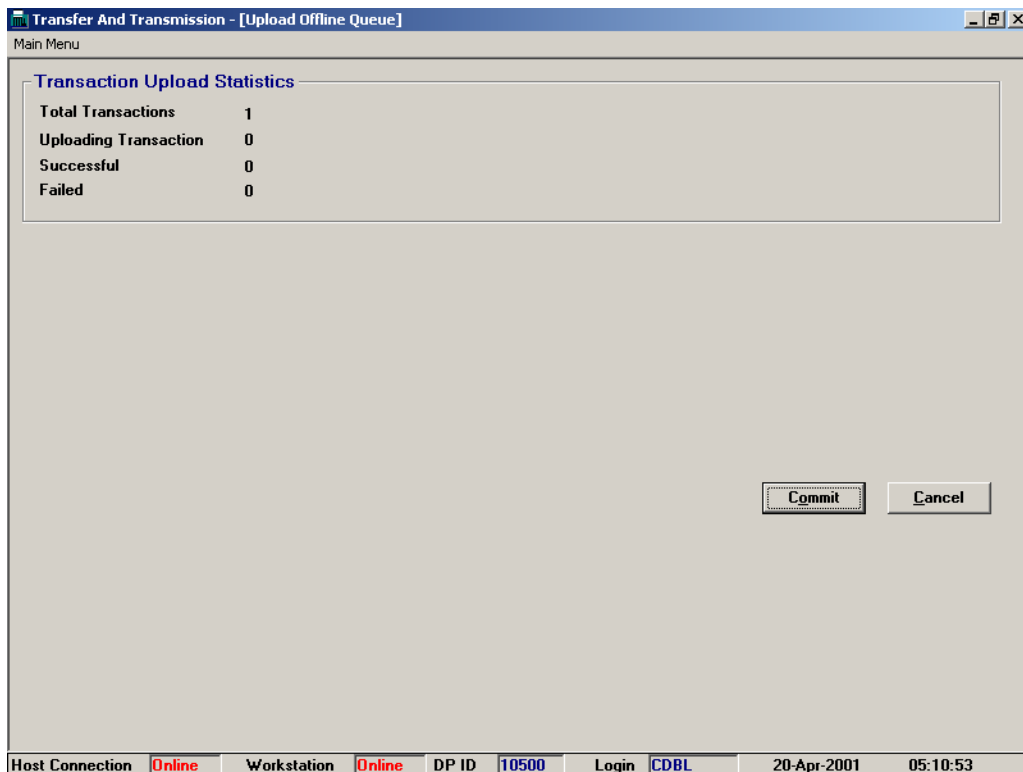 Transfer And Transmission - [Upload Offline Queue]
Main Menu
Transaction Upload Statistics
Total Transactions 1
Uploading Transaction 0
Successful 0
Failed 0
Commit Cancel
Host Connection Online Workstation Online DP ID 10500 Login CDBL 20-Apr-2001 05:10:53